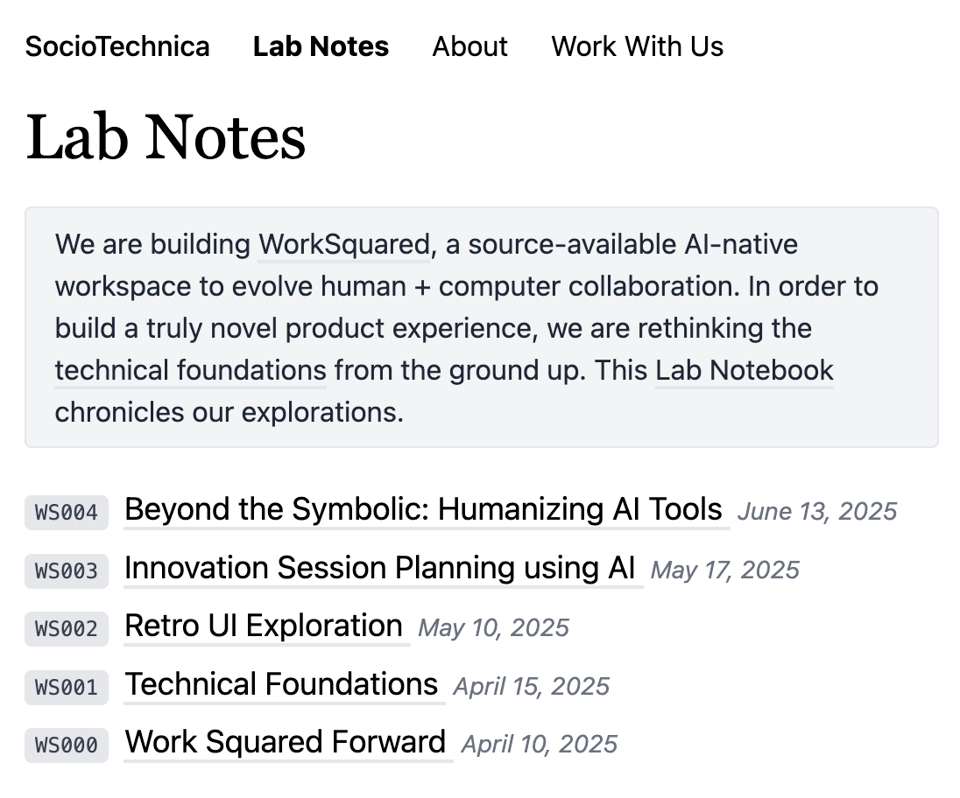 SocioTechnica Lab Notes About Work With Us
Lab Notes
We are building WorkSquared, a source-available AI-native
workspace to evolve human + computer collaboration. In order to
build a truly novel product experience, we are rethinking the
technical foundations from the ground up. This Lab Notebook
chronicles our explorations.
WS004 Beyond the Symbolic: Humanizing AI Tools June 13, 2025
WS003 Innovation Session Planning using AI May 17, 2025
WS002 Retro UI Exploration May 10, 2025
WS001 Technical Foundations April 15, 2025
WS000 Work Squared Forward April 10, 2025